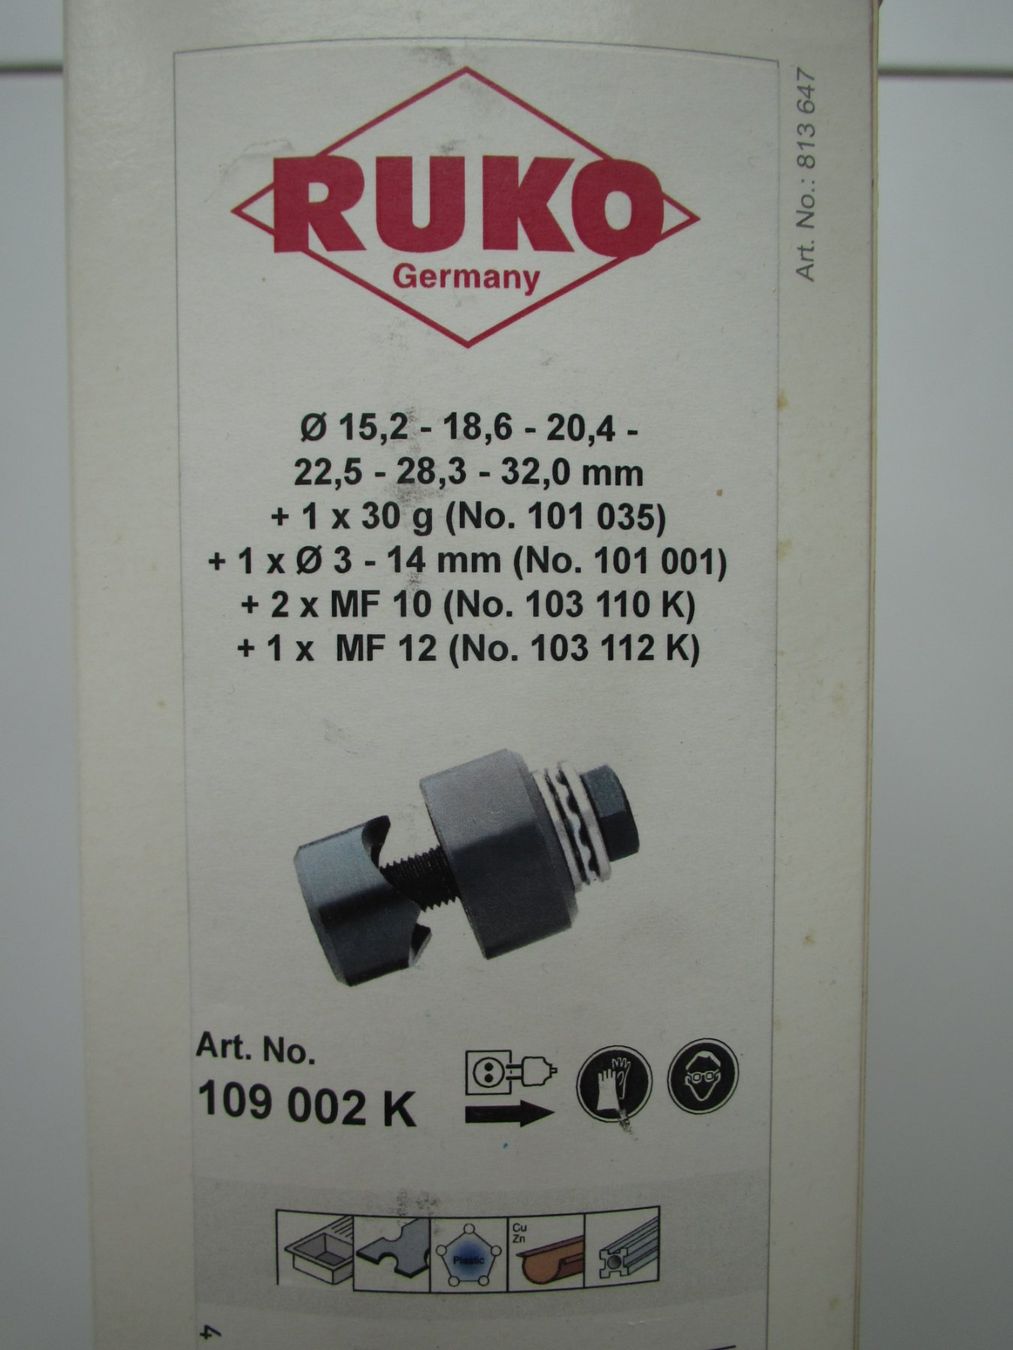 RUKO
Germany
Art. No.: 813 647
Ø 15,2 - 18,6 - 20,4 -
22,5 - 28,3 - 32,0 mm
+ 1 x 30 g (No. 101 035)
+ 1 x Ø 3 - 14 mm (No. 101 001)
+ 2 x MF 10 (No. 103 110 K)
+ 1 x MF 12 (No. 103 112 K)
Art. No.
109 002 K
Plastic
Cu
Zn
4